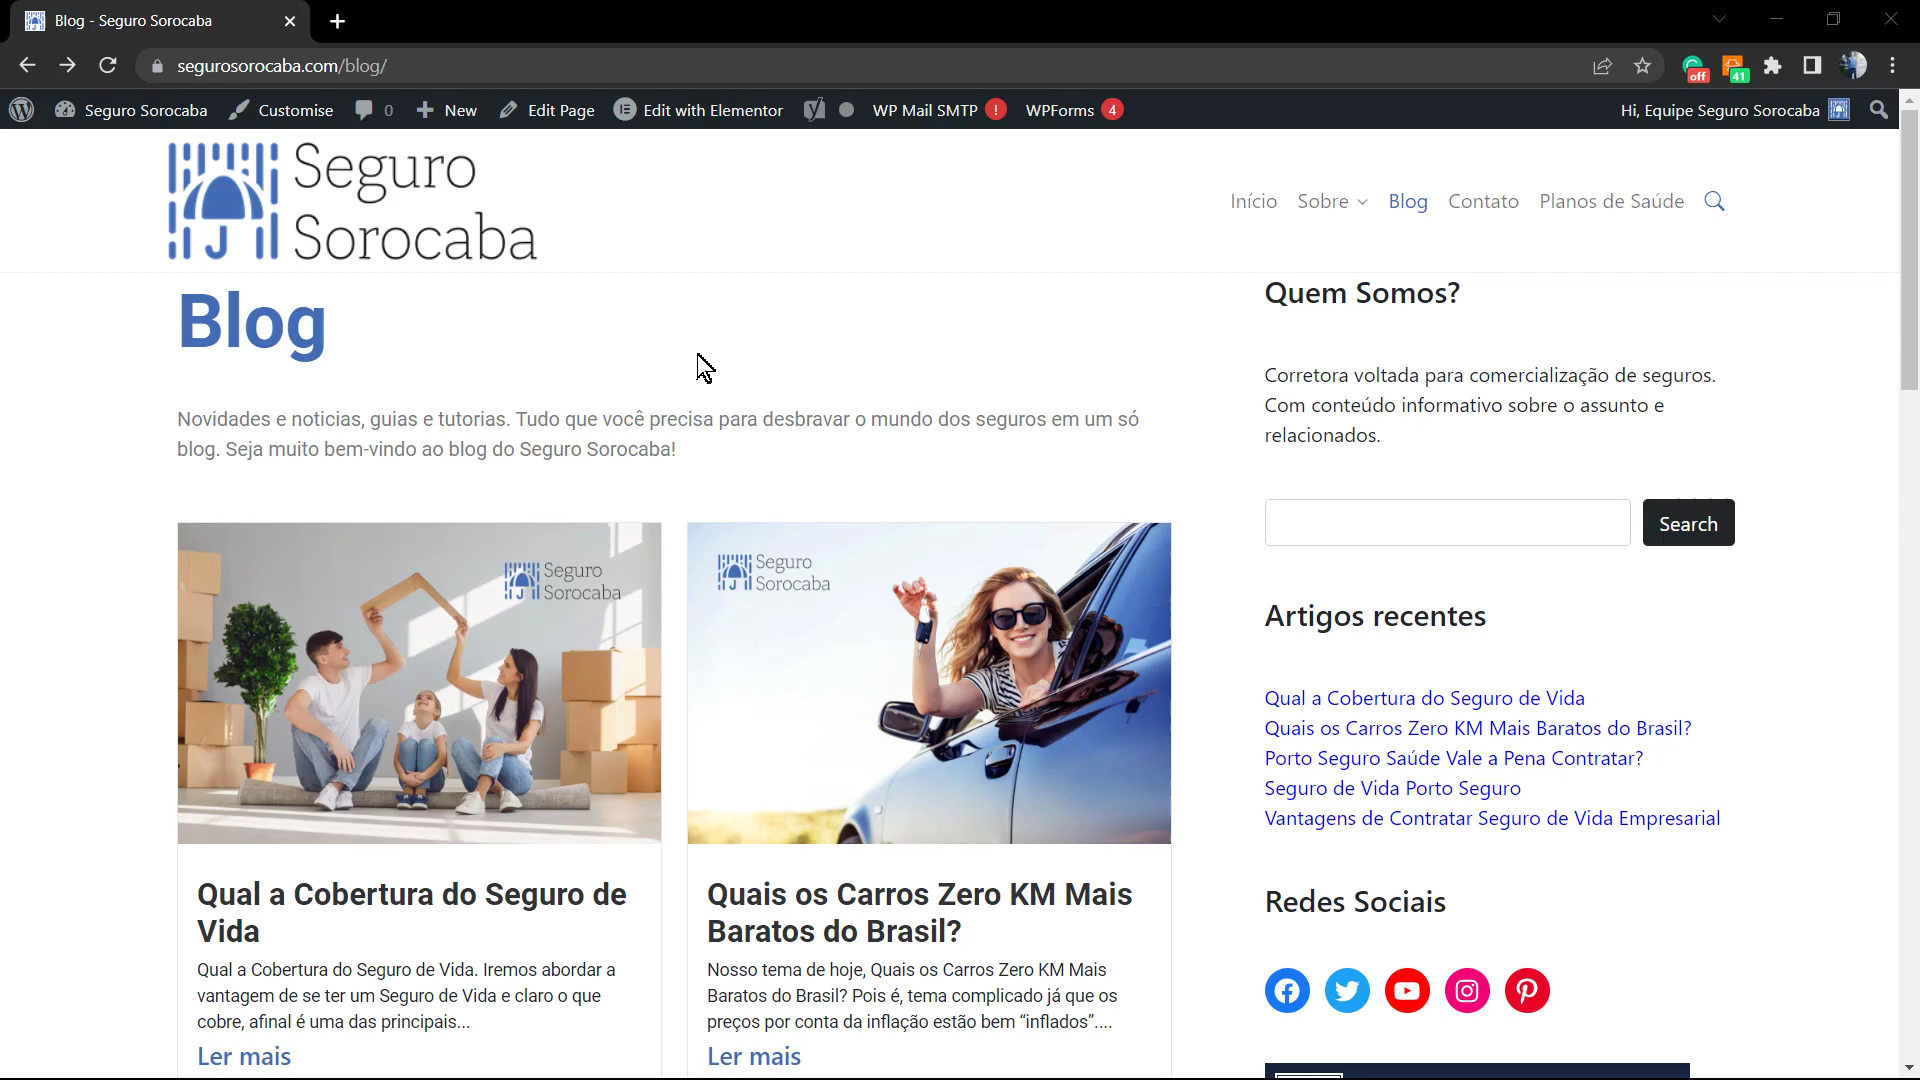 Blog - Seguro Sorocaba
segurosorocaba.com/blog/
off
41
Seguro Sorocaba
Customise
0
New
Edit Page
Edit with Elementor
WP Mail SMTP !
WPForms 4
Hi, Equipe Seguro Sorocaba
Seguro
Sorocaba
Início
Sobre
Blog
Contato
Planos de Saúde
Blog
Novidades e noticias, guias e tutorias. Tudo que você precisa para desbravar o mundo dos seguros em um só
blog. Seja muito bem-vindo ao blog do Seguro Sorocaba!
Seguro
Sorocaba
Qual a Cobertura do Seguro de
Vida
Qual a Cobertura do Seguro de Vida. Iremos abordar a
vantagem de se ter um Seguro de Vida e claro o que
cobre, afinal é uma das principais...
Ler mais
Seguro
Sorocaba
Quais os Carros Zero KM Mais
Baratos do Brasil?
Nosso tema de hoje, Quais os Carros Zero KM Mais
Baratos do Brasil? Pois é, tema complicado já que os
preços por conta da inflação estão bem “inflados”....
Ler mais
Quem Somos?
Corretora voltada para comercialização de seguros.
Com conteúdo informativo sobre o assunto e
relacionados.
Search
Artigos recentes
Qual a Cobertura do Seguro de Vida
Quais os Carros Zero KM Mais Baratos do Brasil?
Porto Seguro Saúde Vale a Pena Contratar?
Seguro de Vida Porto Seguro
Vantagens de Contratar Seguro de Vida Empresarial
Redes Sociais